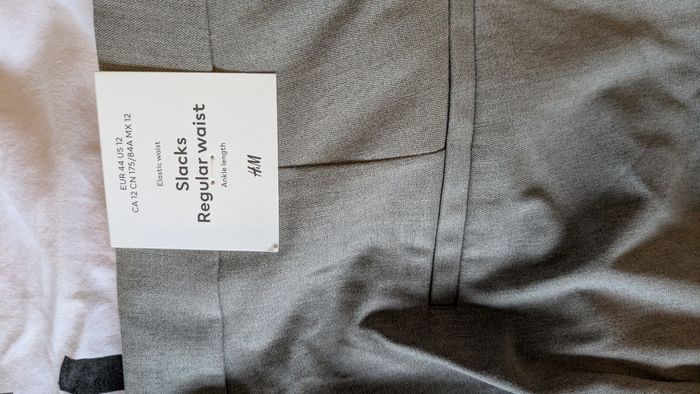 EUR 44 US 12
CA 12 CN 175/84A MX 12
Elastic waist
Slacks
Regular waist
Ankle length
H&M